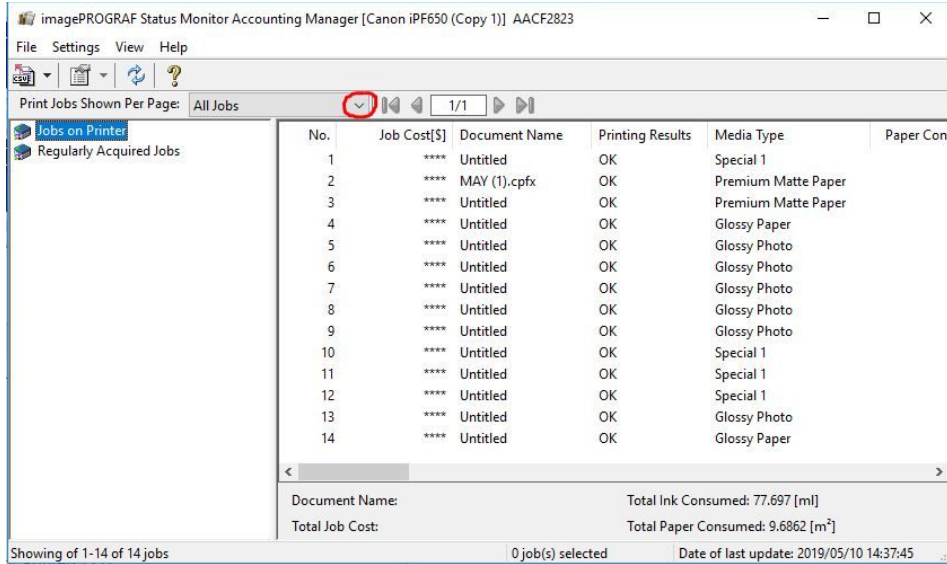 imagePROGRAF Status Monitor Accounting Manager [Canon iPF650 (Copy 1)] AACF2823
File Settings View Help
CSV
Print Jobs Shown Per Page: All Jobs 1/1
Jobs on Printer
Regularly Acquired Jobs
No. Job Cost[$] Document Name Printing Results Media Type Paper Con
1 **** Untitled OK Special 1
2 **** MAY (1).cpfx OK Premium Matte Paper
3 **** Untitled OK Premium Matte Paper
4 **** Untitled OK Glossy Paper
5 **** Untitled OK Glossy Photo
6 **** Untitled OK Glossy Photo
7 **** Untitled OK Glossy Photo
8 **** Untitled OK Glossy Photo
9 **** Untitled OK Glossy Photo
10 **** Untitled OK Special 1
11 **** Untitled OK Special 1
12 **** Untitled OK Special 1
13 **** Untitled OK Glossy Photo
14 **** Untitled OK Glossy Paper
Document Name: Total Ink Consumed: 77.697 [ml]
Total Job Cost: Total Paper Consumed: 9.6862 [m²]
Showing of 1-14 of 14 jobs 0 job(s) selected Date of last update: 2019/05/10 14:37:45